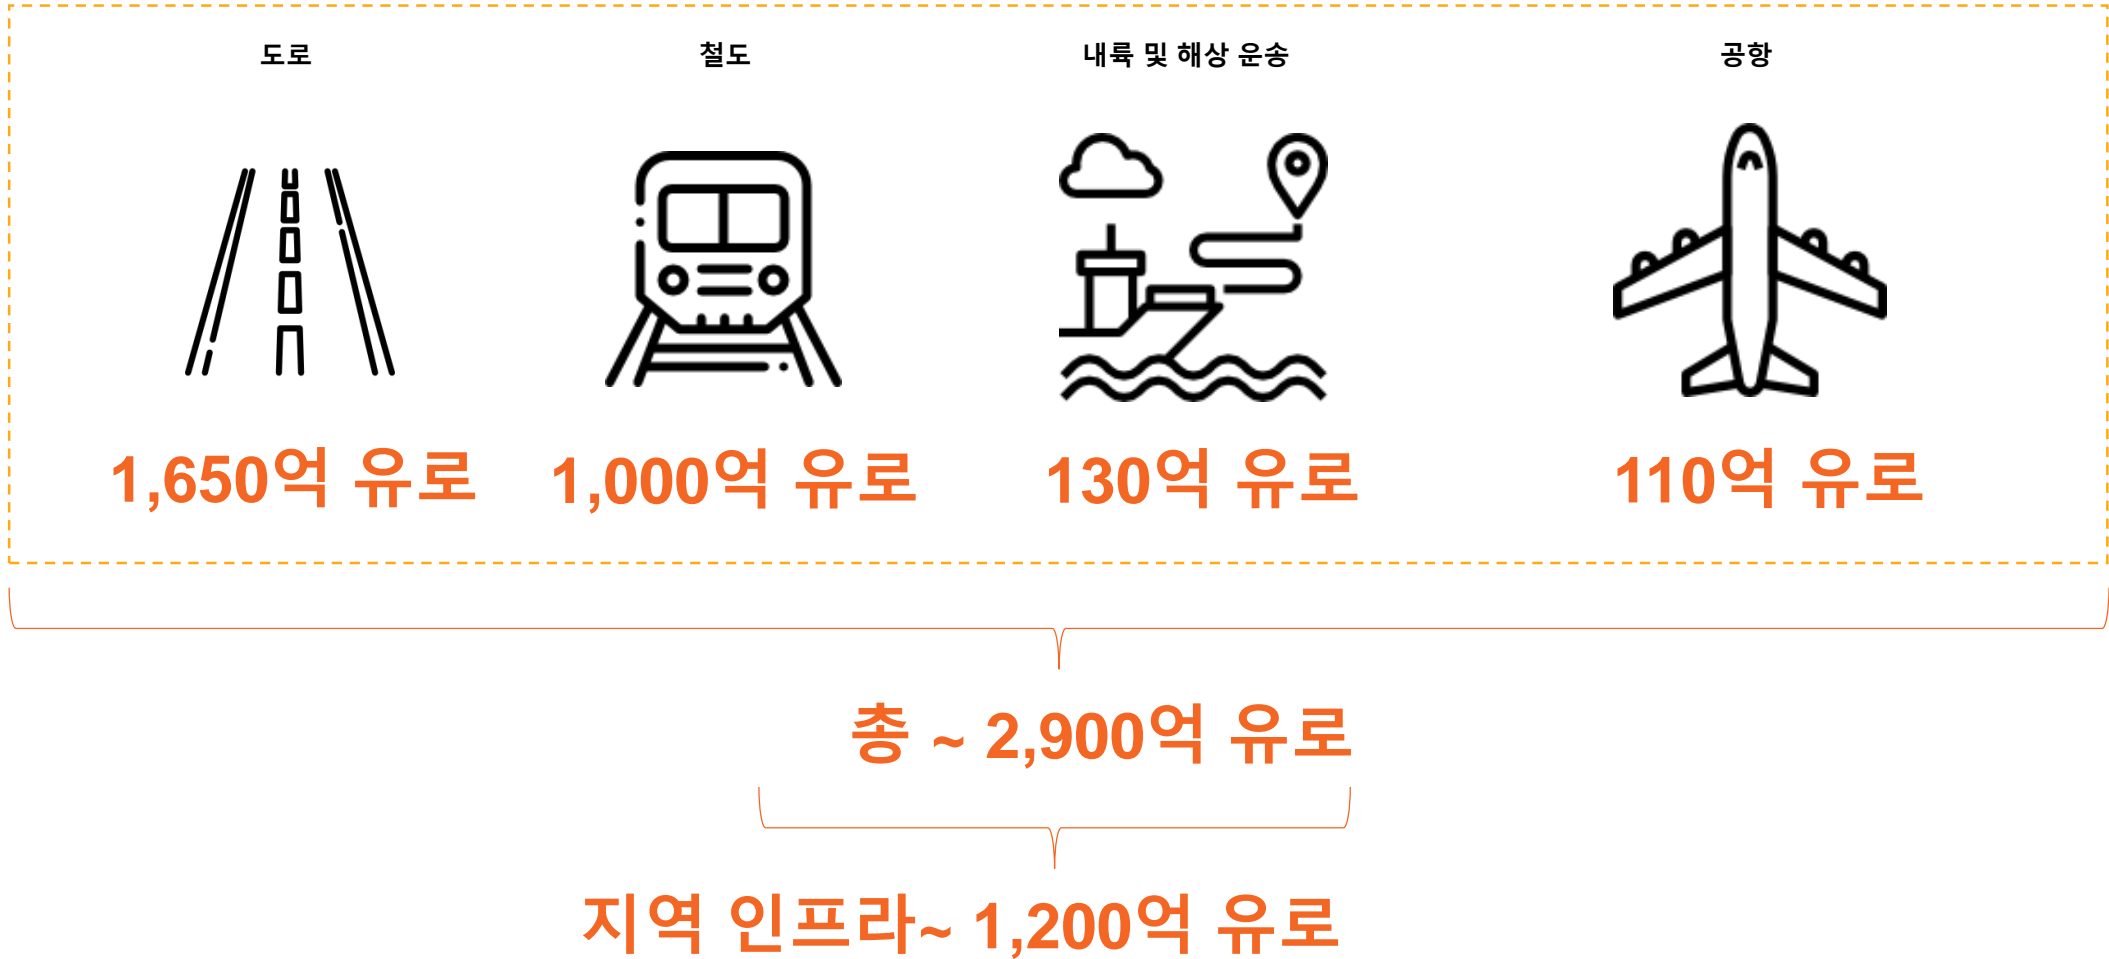 도로
철도
내륙 및 해상 운송
공항
1,650억 유로
1,000억 유로
130억 유로
110억 유로
총 ~ 2,900억 유로
지역 인프라~ 1,200억 유로